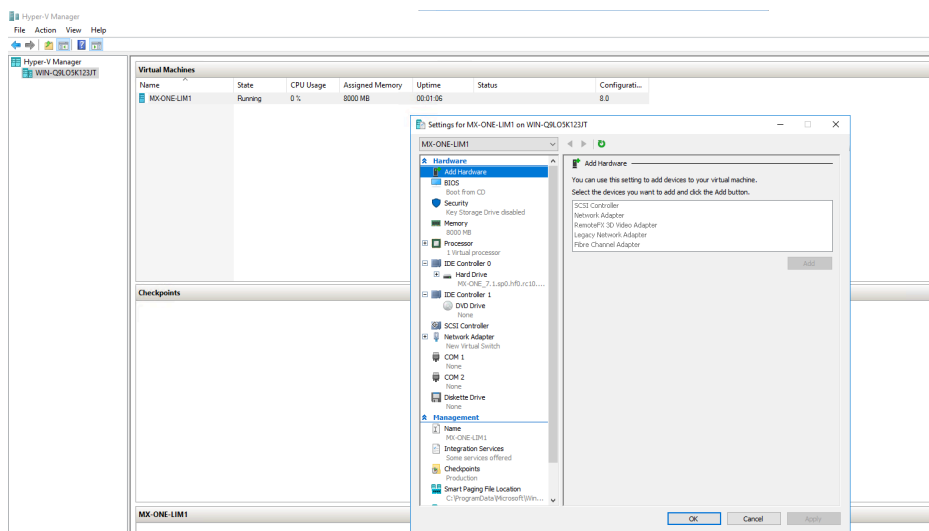 Hyper-V Manager
File Action View Help
Hyper-V Manager
WIN-Q9LO5K123JT
Virtual Machines
Name State CPU Usage Assigned Memory Uptime Status Configurati...
MX-ONE-LIM1 Running 0 % 8000 MB 00:01:06 8.0
Checkpoints
MX-ONE-LIM1
Settings for MX-ONE-LIM1 on WIN-Q9LO5K123JT
MX-ONE-LIM1
Hardware
Add Hardware
BIOS
Boot from CD
Security
Key Storage Drive disabled
Memory
8000 MB
Processor
1 Virtual processor
IDE Controller 0
Hard Drive
MX-ONE_7.1.sp0.hf0.rc10....
IDE Controller 1
DVD Drive
None
SCSI Controller
Network Adapter
New Virtual Switch
COM 1
None
COM 2
None
Diskette Drive
None
Management
Name
MX-ONE-LIM1
Integration Services
Some services offered
Checkpoints
Production
Smart Paging File Location
C:\ProgramData\Microsoft\Win...
Add Hardware
You can use this setting to add devices to your virtual machine.
Select the devices you want to add and click the Add button.
SCSI Controller
Network Adapter
RemoteFX 3D Video Adapter
Legacy Network Adapter
Fibre Channel Adapter
Add
OK Cancel Apply